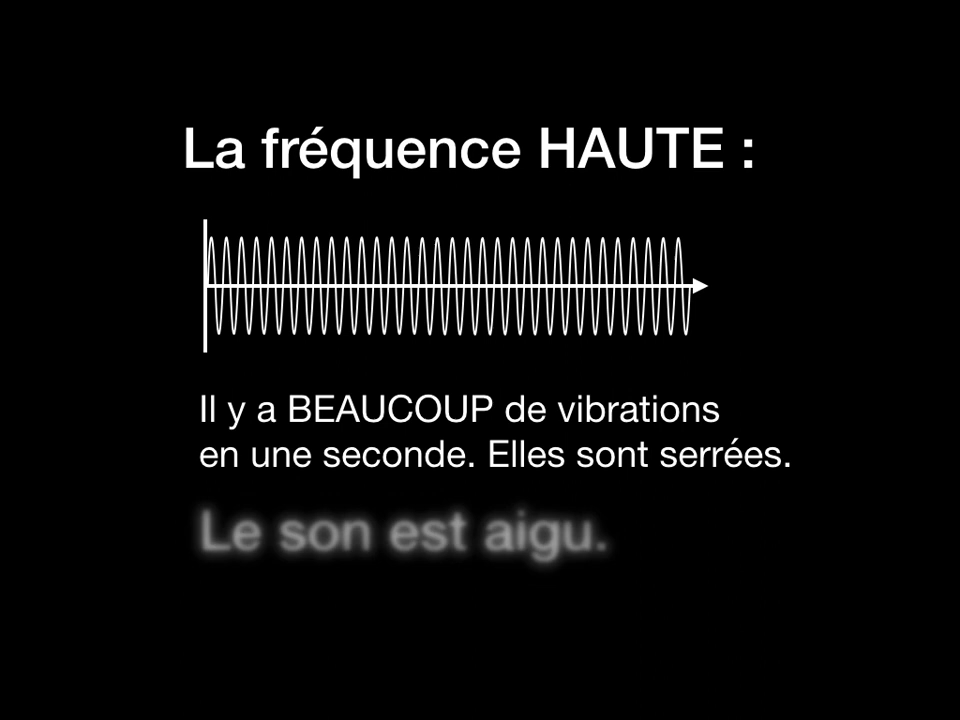 La fréquence HAUTE :
Il y a BEAUCOUP de vibrations
en une seconde. Elles sont serrées.
Le son est aigu.